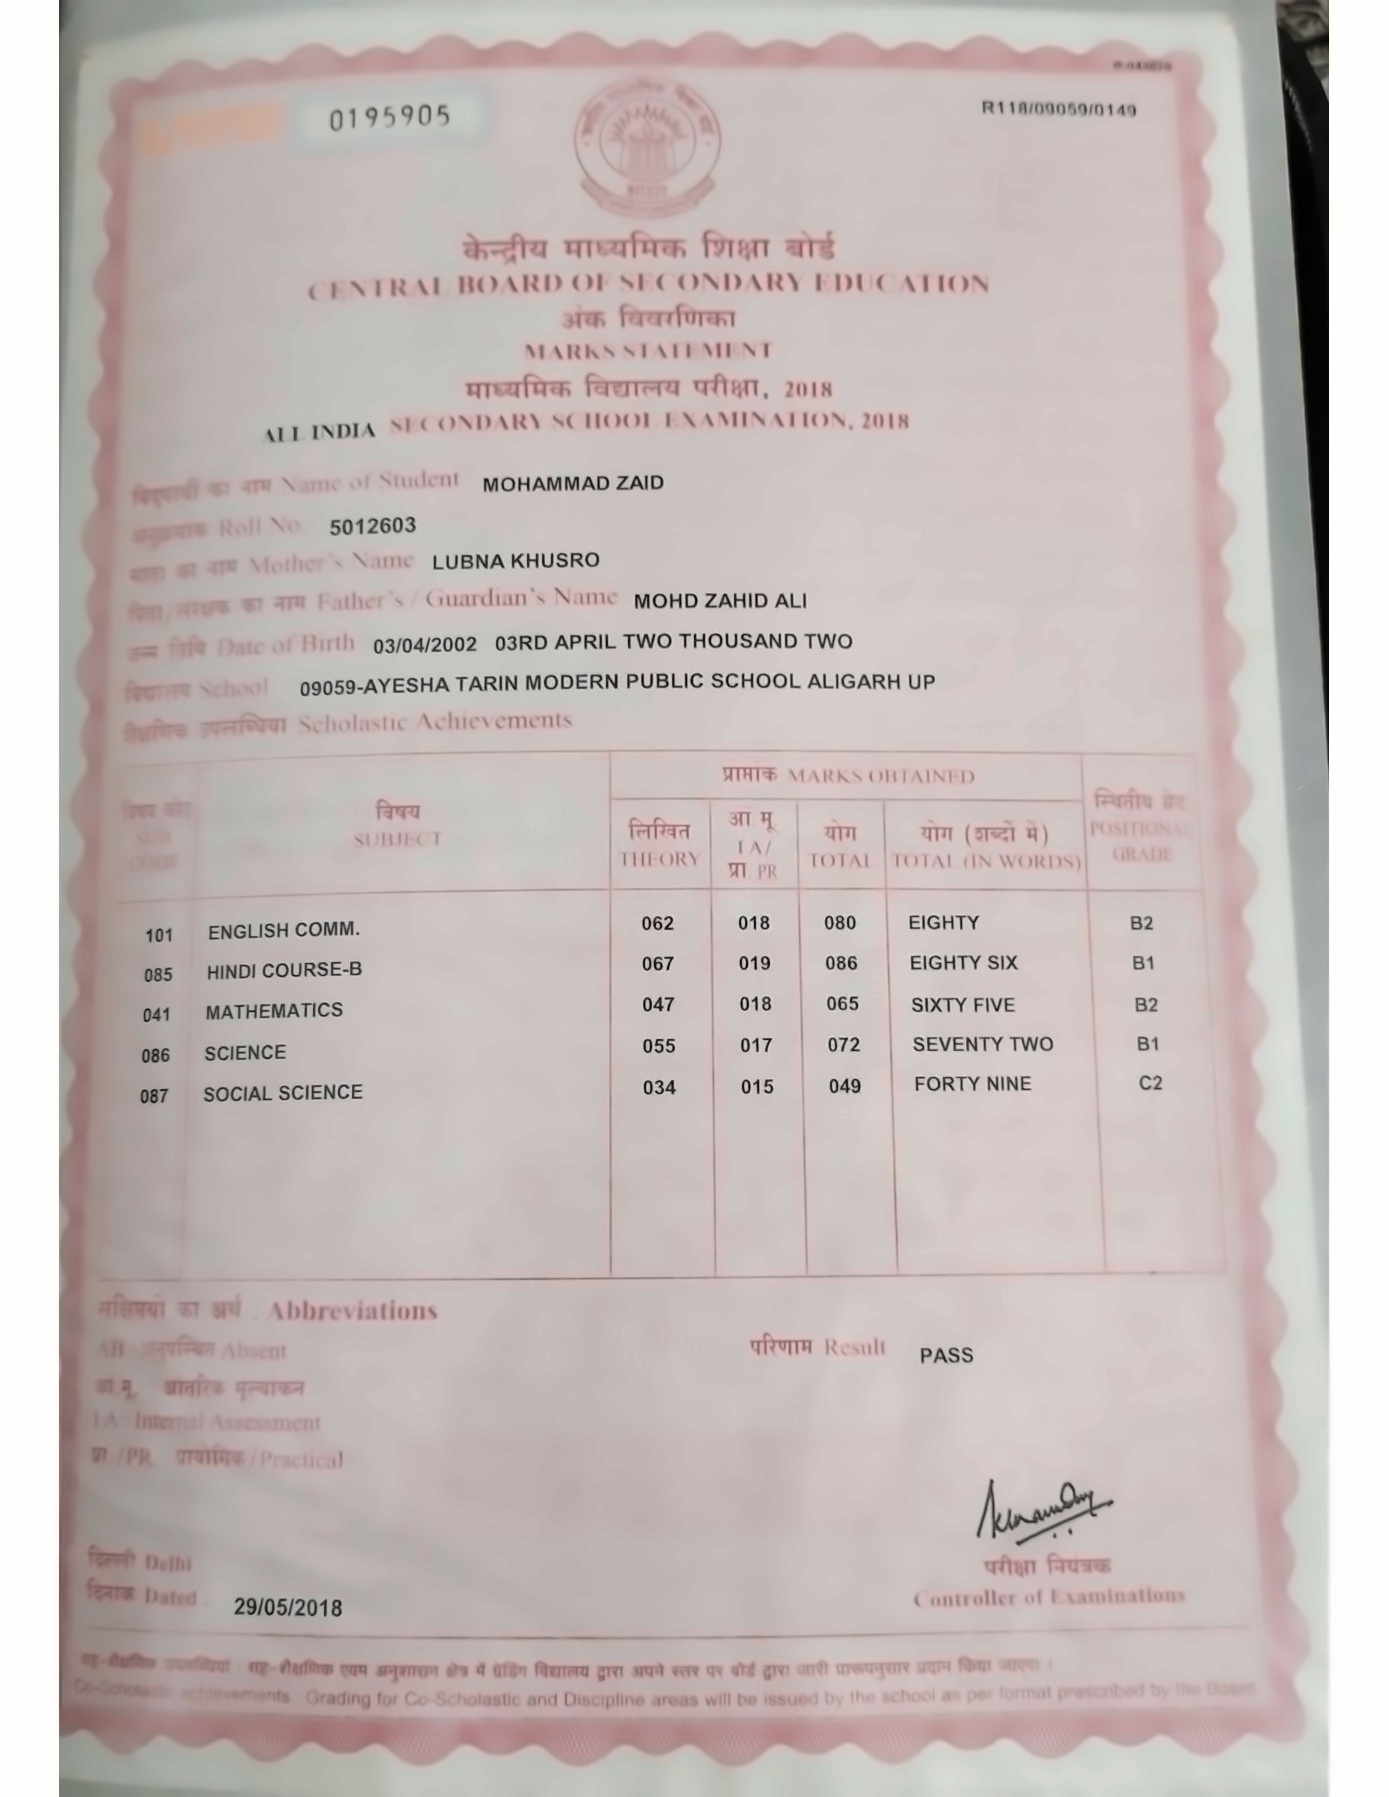 0195905
R118/09059/0149
भारत
केन्द्रीय माध्यमिक शिक्षा बोर्ड
CENTRAL BOARD OF SECONDARY EDUCATION
अंक विवरणिका
MARKS STATEMENT
माध्यमिक विद्यालय परीक्षा, 2018
ALL INDIA SECONDARY SCHOOL EXAMINATION, 2018
का नाम Name of Student MOHAMMAD ZAID
अनुक्रमांक Roll No. 5012603
माता का नाम Mother's Name LUBNA KHUSRO
पिता/संरक्षक का नाम Father's / Guardian's Name MOHD ZAHID ALI
जन्म तिथि Date of Birth 03/04/2002 03RD APRIL TWO THOUSAND TWO
विद्यालय School 09059-AYESHA TARIN MODERN PUBLIC SCHOOL ALIGARH UP
शैक्षणिक उपलब्धियां Scholastic Achievements
प्राप्तांक MARKS OBTAINED
विषय कोड SUB CODE
विषय SUBJECT
लिखित THEORY
आ मू I A/ प्रा PR
योग TOTAL
योग (शब्दों में) TOTAL (IN WORDS)
स्थितीय ग्रेड POSITIONAL GRADE
101 ENGLISH COMM. 062 018 080 EIGHTY B2
085 HINDI COURSE-B 067 019 086 EIGHTY SIX B1
041 MATHEMATICS 047 018 065 SIXTY FIVE B2
086 SCIENCE 055 017 072 SEVENTY TWO B1
087 SOCIAL SCIENCE 034 015 049 FORTY NINE C2
का अर्थ : Abbreviations
AB अनुपस्थित Absent
परिणाम Result PASS
आं.मू. आंतरिक मूल्यांकन
I A : Internal Assessment
प्रा./PR. प्रायोगिक/Practical
दिल्ली Delhi
दिनांक Dated : 29/05/2018
परीक्षा नियंत्रक
Controller of Examinations
सह-शैक्षणिक उपलब्धियां : सह-शैक्षणिक एवम अनुशासन क्षेत्र में ग्रेडिंग विद्यालय द्वारा अपने स्तर पर बोर्ड द्वारा जारी प्रारूपनुसार प्रदान किया जाएगा ।
Co-Scholastic achievements : Grading for Co-Scholastic and Discipline areas will be issued by the school as per format prescribed by the Board